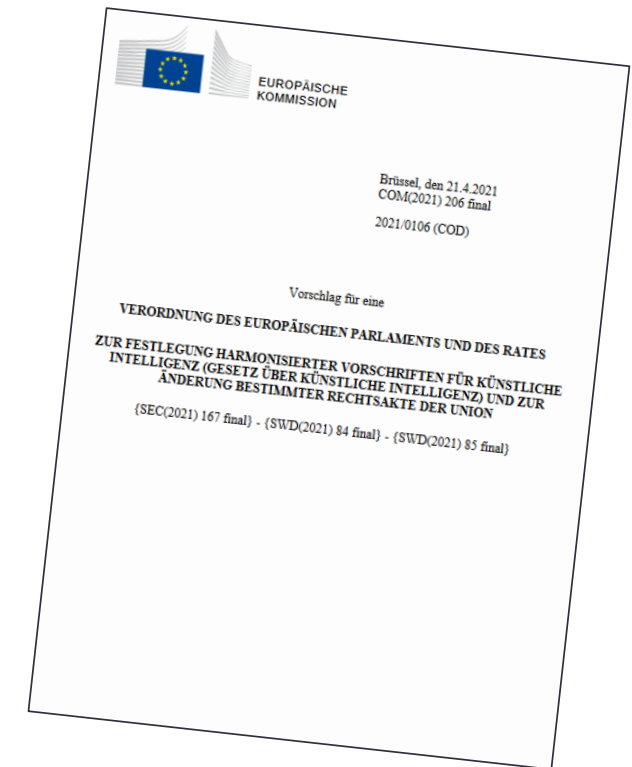 EUROPÄISCHE
KOMMISSION
Brüssel, den 21.4.2021
COM(2021) 206 final
2021/0106 (COD)
Vorschlag für eine
VERORDNUNG DES EUROPÄISCHEN PARLAMENTS UND DES RATES
ZUR FESTLEGUNG HARMONISIERTER VORSCHRIFTEN FÜR KÜNSTLICHE
INTELLIGENZ (GESETZ ÜBER KÜNSTLICHE INTELLIGENZ) UND ZUR
ÄNDERUNG BESTIMMTER RECHTSAKTE DER UNION
{SEC(2021) 167 final} - {SWD(2021) 84 final} - {SWD(2021) 85 final}